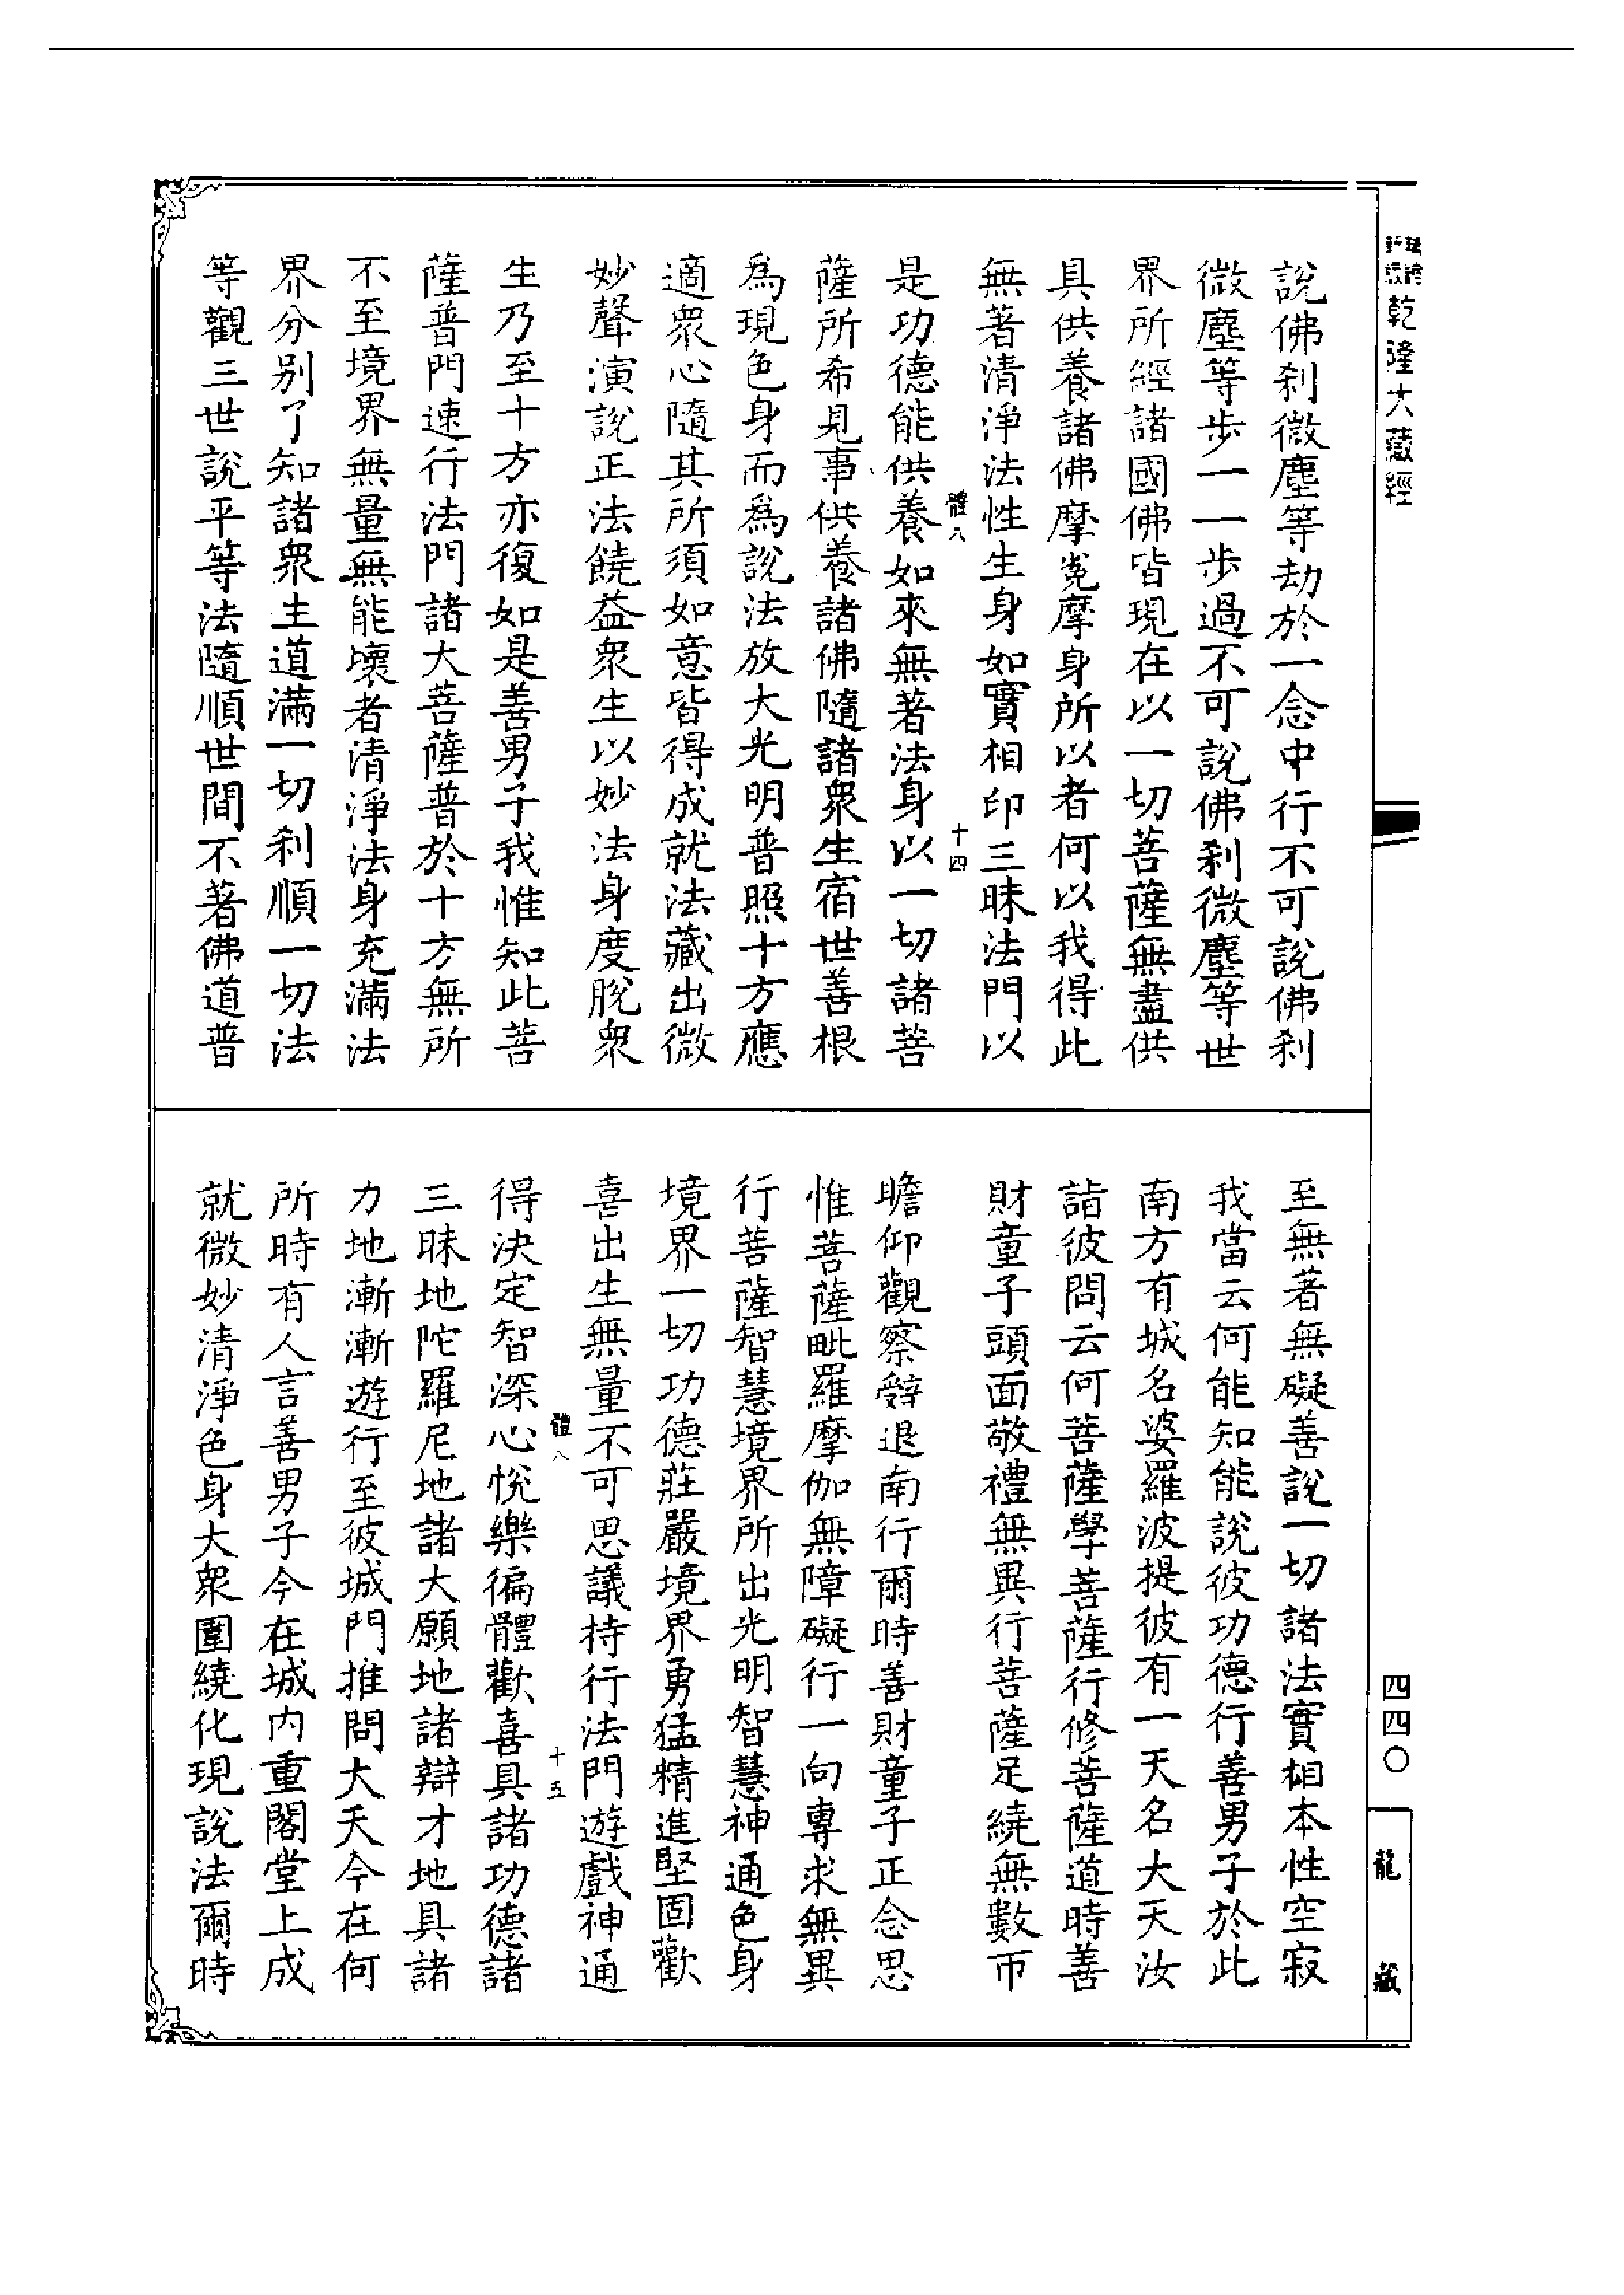 乾隆大藏經
說佛刹微塵等劫於一念中行不可說佛刹
微塵等步一一步過不可說佛刹微塵等世
界所經諸國佛皆現在以一切菩薩無盡供
具供養諸佛摩㝹摩身所以者何以我得此
無著清淨法性生身如實相印三昧法門以
體八
十四
是功德能供養如來無著法身以一切諸菩
薩所希見事供養諸佛隨諸衆生宿世善根
爲現色身而爲說法放大光明普照十方應
適衆心隨其所須如意皆得成就法藏出微
妙聲演說正法饒益衆生以妙法身度脫衆
生乃至十方亦復如是善男子我惟知此菩
薩普門速行法門諸大菩薩普於十方無所
不至境界無量無能壞者清淨法身充滿法
界分別了知諸衆生道滿一切刹順一切法
等觀三世說平等法隨順世間不著佛道普
至無著無礙善說一切諸法實相本性空寂
我當云何能知能說彼功德行善男子於此
南方有城名婆羅波提彼有一天名大天汝
詣彼問云何菩薩學菩薩行修菩薩道時善
財童子頭面敬禮無異行菩薩足繞無數帀
瞻仰觀察辭退南行爾時善財童子正念思
惟菩薩毗羅摩伽無障礙行一向專求無異
行菩薩智慧境界所出光明智慧神通色身
境界一切功德莊嚴境界勇猛精進堅固歡
喜出生無量不可思議持行法門遊戲神通
體八
十五
得決定智深心悅樂徧體歡喜具諸功德諸
三昧地陀羅尼地諸大願地諸辯才地具諸
力地漸漸遊行至彼城門推問大天今在何
所時有人言善男子今在城內重閣堂上成
就微妙清淨色身大衆圍繞化現說法爾時
四四〇
龍藏